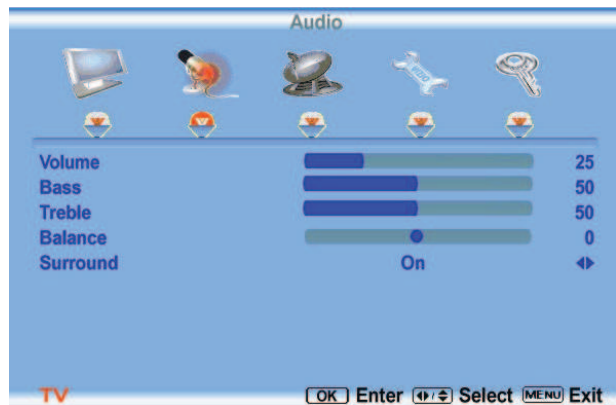 Audio
Volume 25
Bass 50
Treble 50
Balance 0
Surround On
TV OK Enter Select MENU Exit